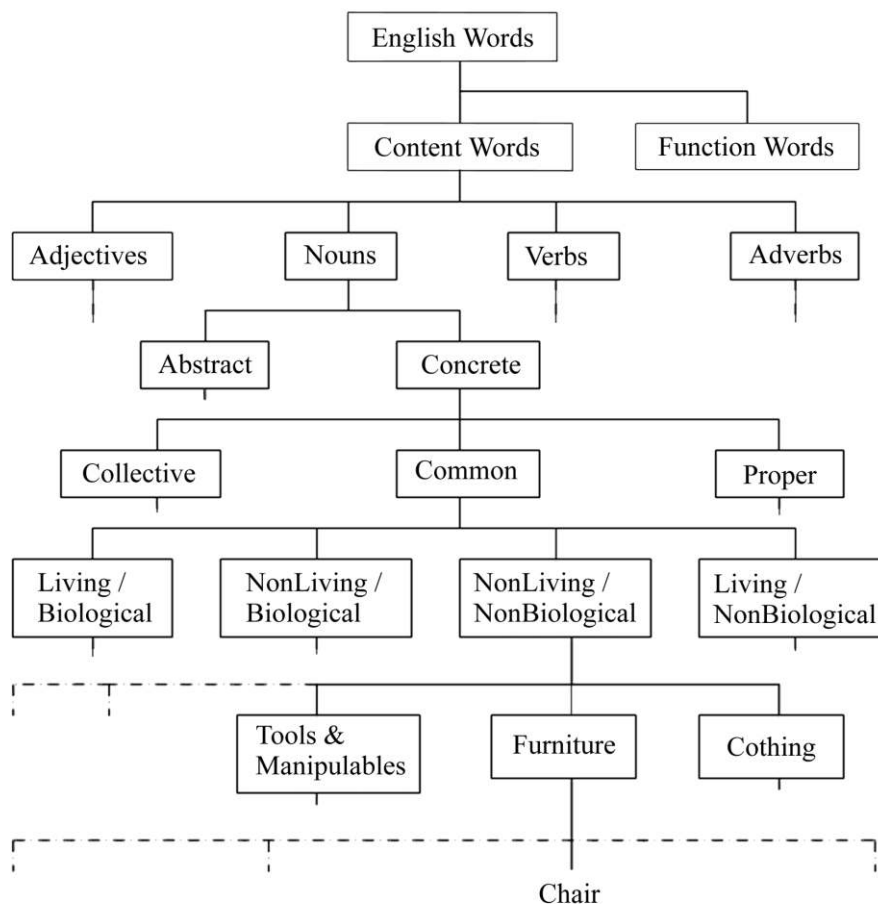 English Words
Content Words
Function Words
Adjectives
Nouns
Verbs
Adverbs
Abstract
Concrete
Collective
Common
Proper
Living /
Biological
NonLiving /
Biological
NonLiving /
NonBiological
Living /
NonBiological
Tools &
Manipulables
Furniture
Cothing
Chair